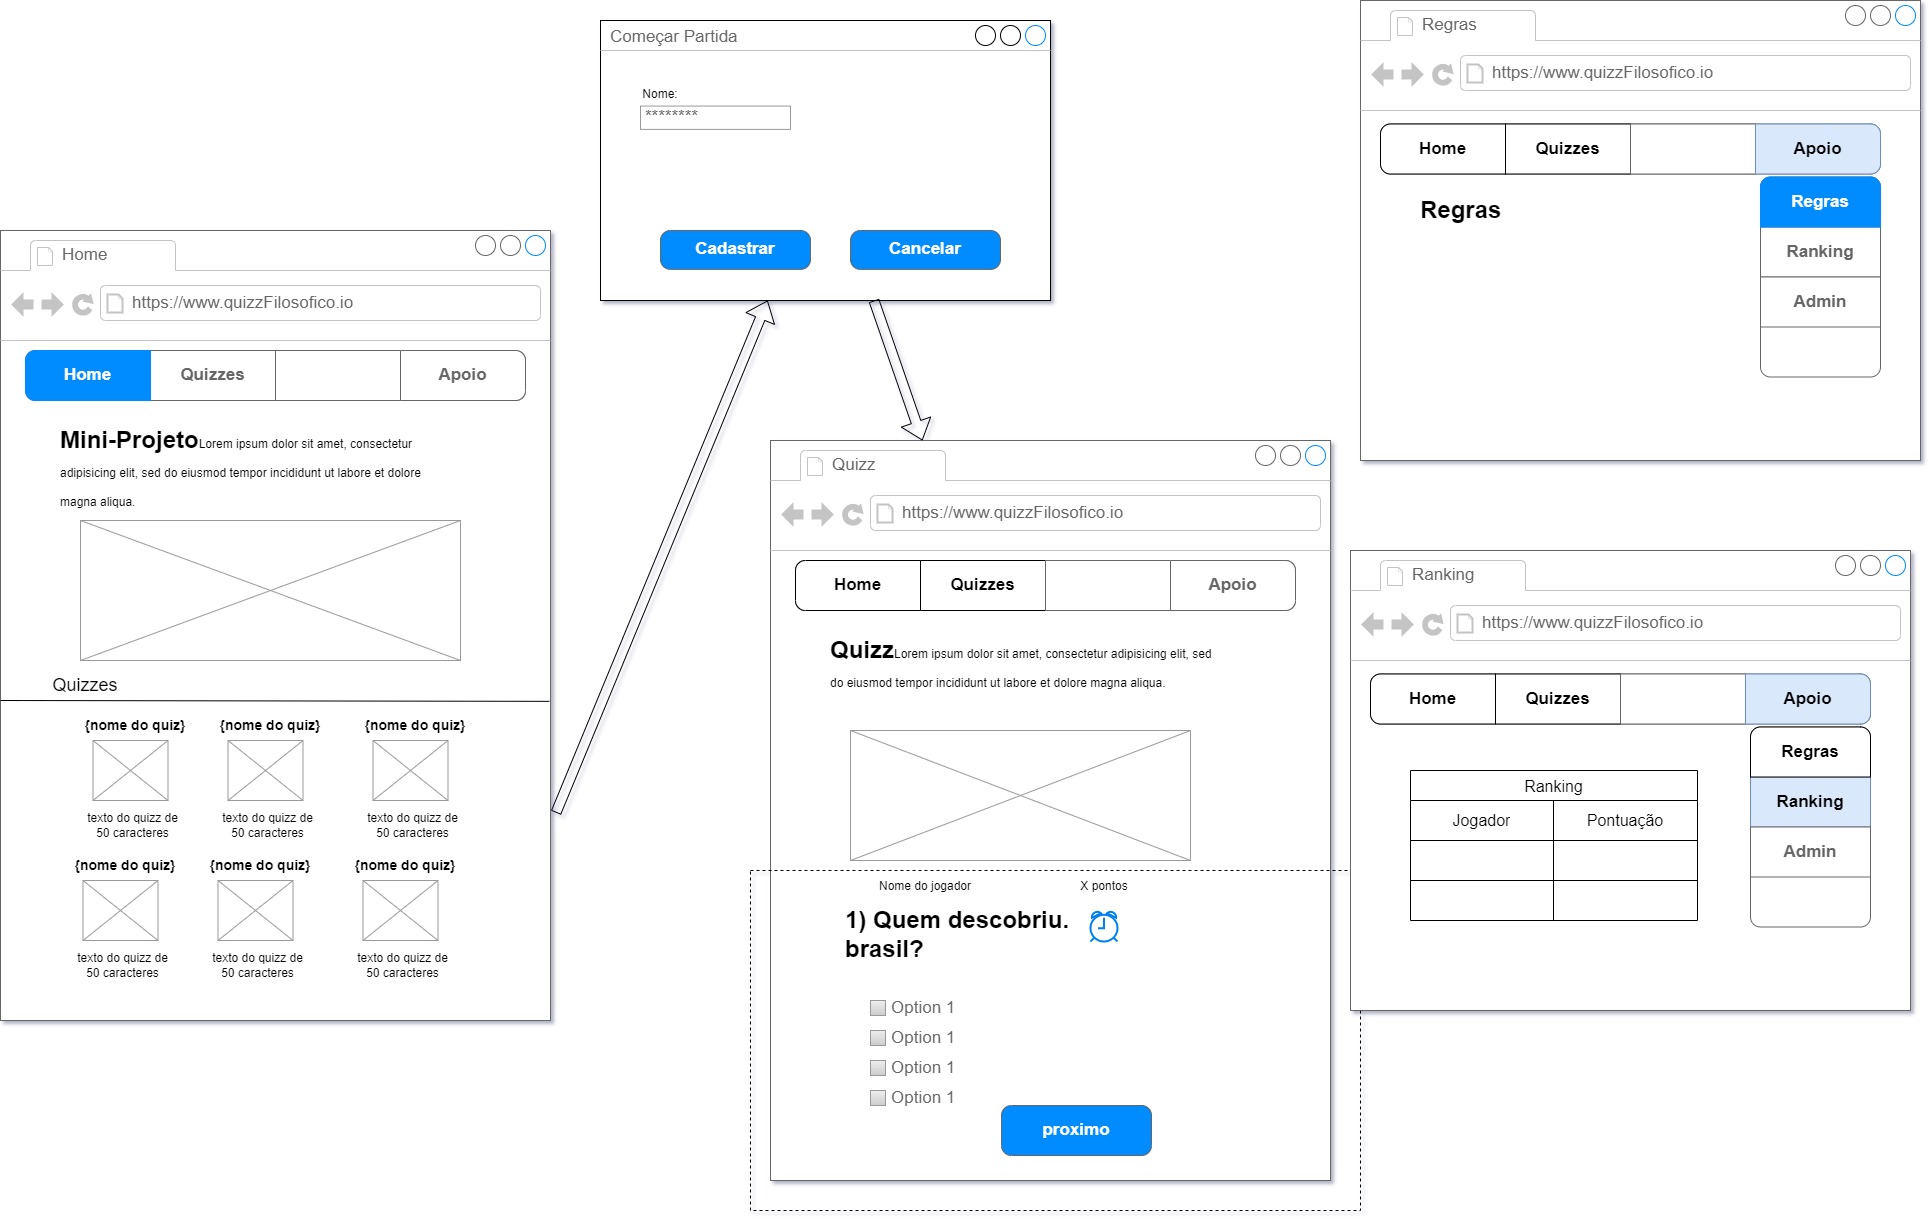 Começar Partida
Nome:
********
Cadastrar
Cancelar
Home
https://www.quizzFilosofico.io
Home
Quizzes
Apoio
Mini-ProjetoLorem ipsum dolor sit amet, consectetur
adipisicing elit, sed do eiusmod tempor incididunt ut labore et dolore
magna aliqua.
Quizzes
{nome do quiz}
{nome do quiz}
{nome do quiz}
texto do quizz de
50 caracteres
texto do quizz de
50 caracteres
texto do quizz de
50 caracteres
{nome do quiz}
{nome do quiz}
{nome do quiz}
texto do quizz de
50 caracteres
texto do quizz de
50 caracteres
texto do quizz de
50 caracteres
Quizz
https://www.quizzFilosofico.io
Home
Quizzes
Apoio
QuizzLorem ipsum dolor sit amet, consectetur adipisicing elit, sed
do eiusmod tempor incididunt ut labore et dolore magna aliqua.
Nome do jogador
X pontos
1) Quem descobriu.
brasil?
Option 1
Option 1
Option 1
Option 1
proximo
Regras
https://www.quizzFilosofico.io
Home
Quizzes
Apoio
Regras
Regras
Ranking
Admin
Ranking
https://www.quizzFilosofico.io
Home
Quizzes
Apoio
Regras
Ranking
Admin
Ranking
Jogador
Pontuação